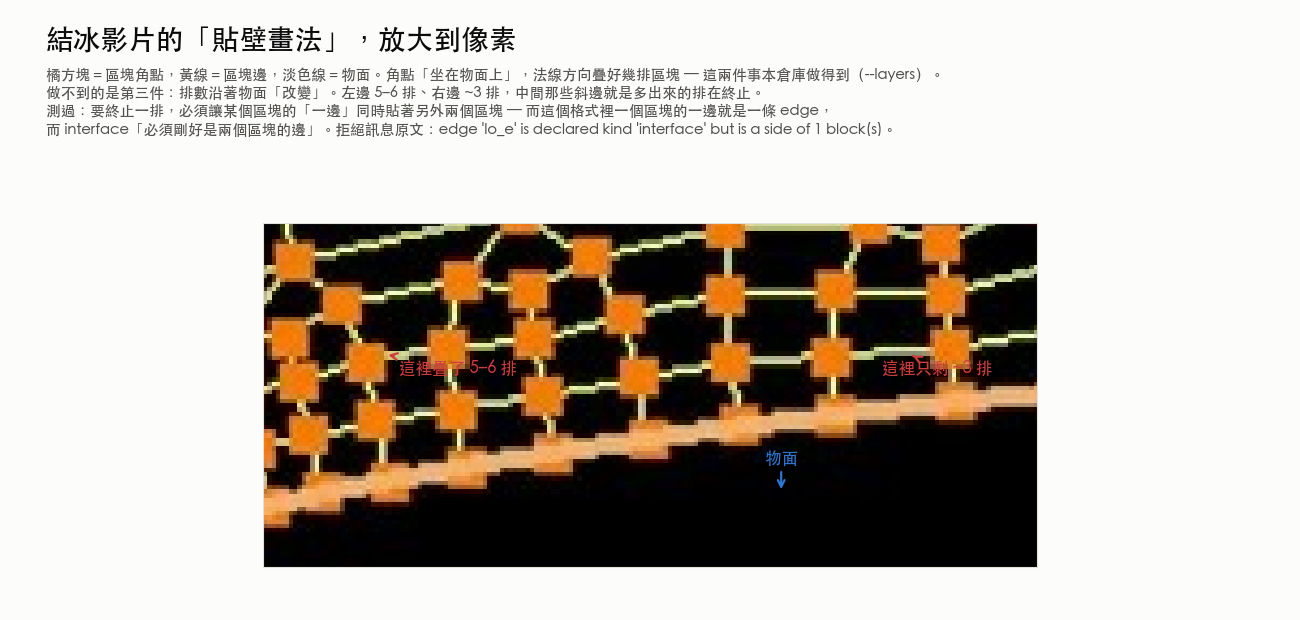 結冰影片的「貼壁畫法」，放大到像素
橘方塊＝區塊角點，黃線＝區塊邊，淡色線＝物面。角點「坐在物面上」，法線方向疊好幾排區塊 — 這兩件事本倉庫做得到（--layers）。
做不到的是第三件：排數沿著物面「改變」。左邊 5–6 排、右邊 ~3 排，中間那些斜邊就是多出來的排在終止。
測過：要終止一排，必須讓某個區塊的「一邊」同時貼著另外兩個區塊 — 而這個格式裡一個區塊的一邊就是一條 edge，
而 interface「必須剛好是兩個區塊的邊」。拒絕訊息原文：edge 'lo_e' is declared kind 'interface' but is a side of 1 block(s)。
這裡疊了 5–6 排
這裡只剩 ~3 排
物面